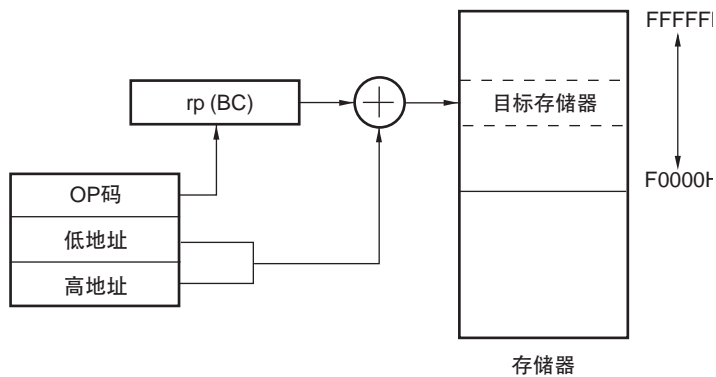 FFFFF
rp (BC)
目标存储器
OP码
F0000H
低地址
高地址
存储器